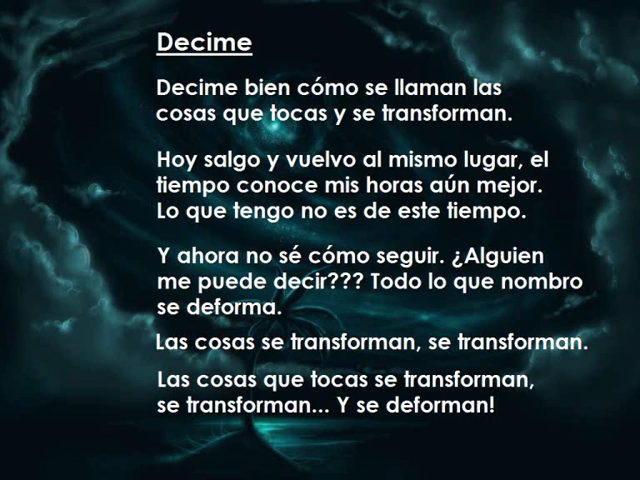 Decime
Decime bien cómo se llaman las
cosas que tocas y se transforman.
Hoy salgo y vuelvo al mismo lugar, el
tiempo conoce mis horas aún mejor.
Lo que tengo no es de este tiempo.
Y ahora no sé cómo seguir. ¿Alguien
me puede decir??? Todo lo que nombro
se deforma.
Las cosas se transforman, se transforman.
Las cosas que tocas se transforman,
se transforman... Y se deforman!